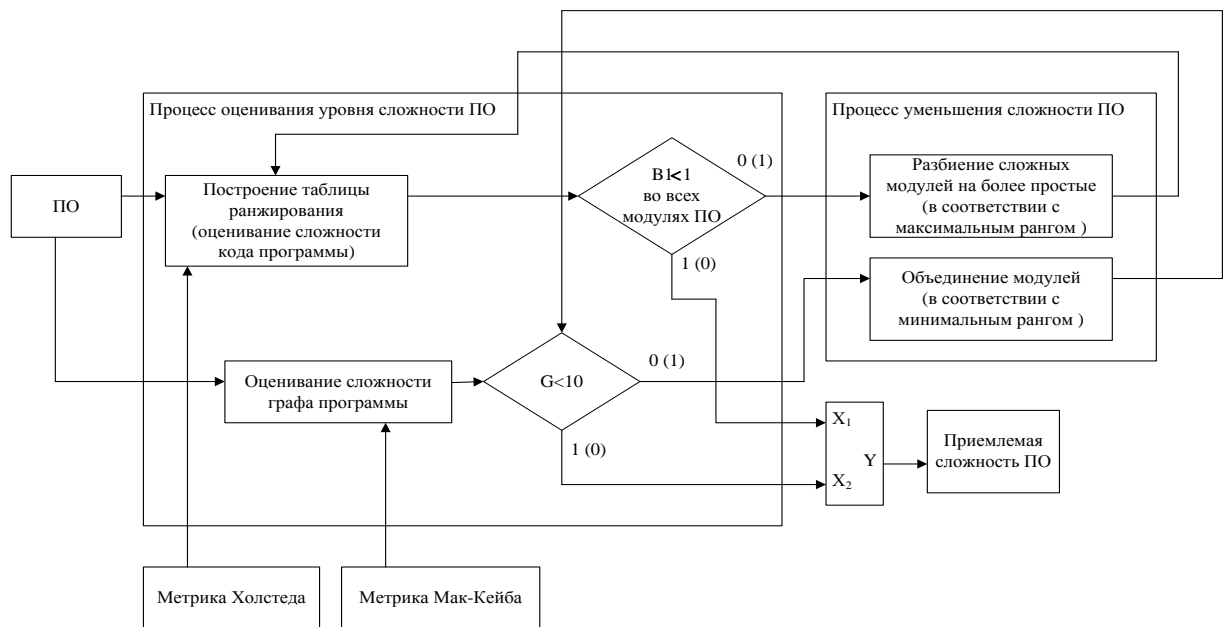 Процесс оценивания уровня сложности ПО
Процесс уменьшения сложности ПО
ПО
Построение таблицы
ранжирования
(оценивание сложности
кода программы)
B1<1
во всех
модулях ПО
0 (1)
1 (0)
Разбиение сложных
модулей на более простые
(в соответствии с
максимальным рангом )
Объединение модулей
(в соответствии с
минимальным рангом )
Оценивание сложности
графа программы
G<10
0 (1)
1 (0)
X₁
X₂
Y
Приемлемая
сложность ПО
Метрика Холстеда
Метрика Мак-Кейба